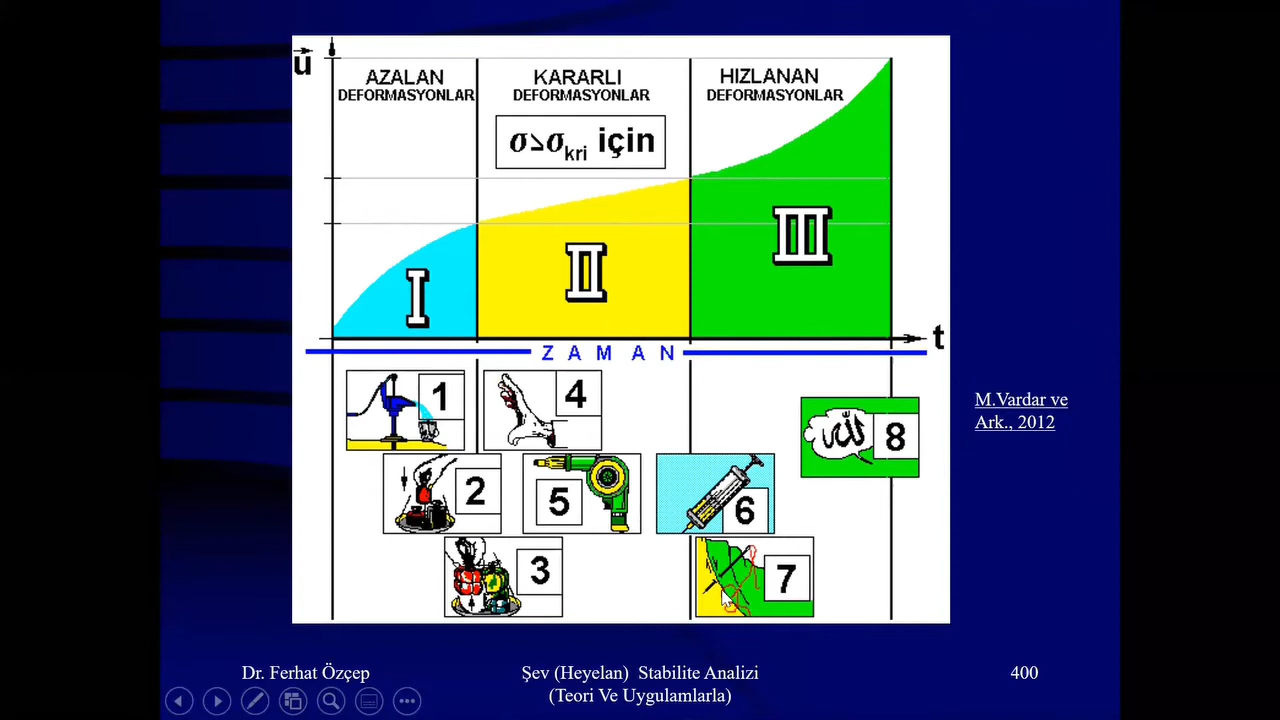 u
AZALAN
DEFORMASYONLAR
KARARLI
DEFORMASYONLAR
HIZLANAN
DEFORMASYONLAR
σ>σkri için
I
II
III
t
Z A M A N
1
4
8
2
5
6
3
7
M.Vardar ve
Ark., 2012
Dr. Ferhat Özçep
Şev (Heyelan) Stabilite Analizi
(Teori Ve Uygulamlarla)
400